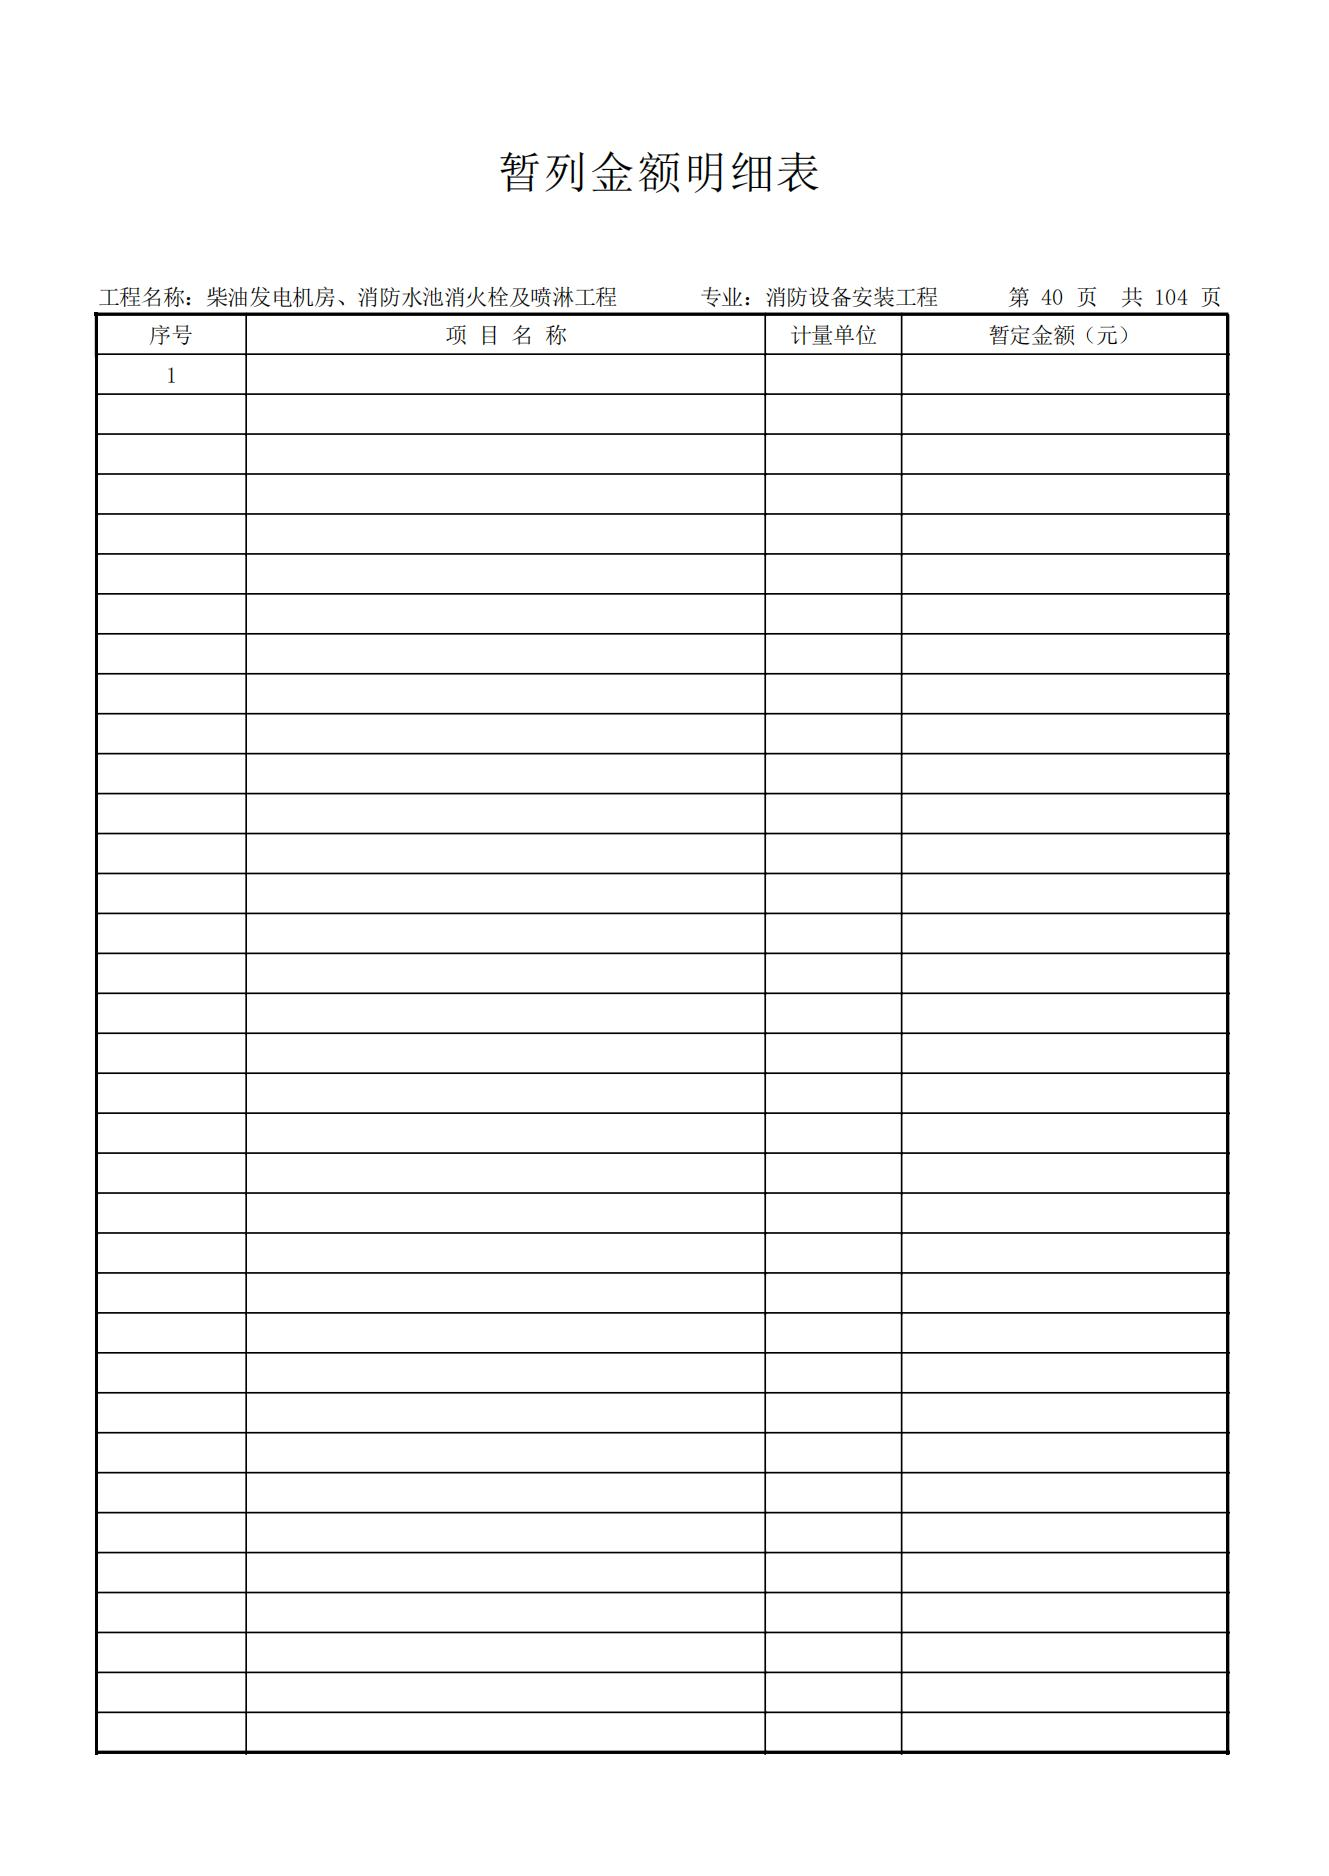 暂列金额明细表
工程名称：柴油发电机房、消防水池消火栓及喷淋工程 专业：消防设备安装工程 第 40 页 共 104 页
序号 项 目 名 称 计量单位 暂定金额（元）
1